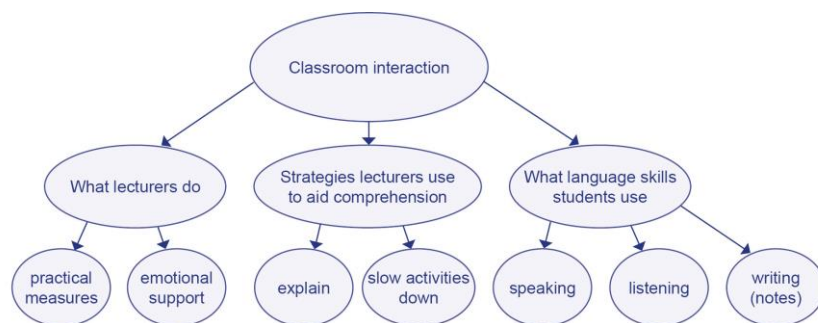 Classroom interaction
What lecturers do
Strategies lecturers use
to aid comprehension
What language skills
students use
practical
measures
emotional
support
explain
slow activities
down
speaking
listening
writing
(notes)